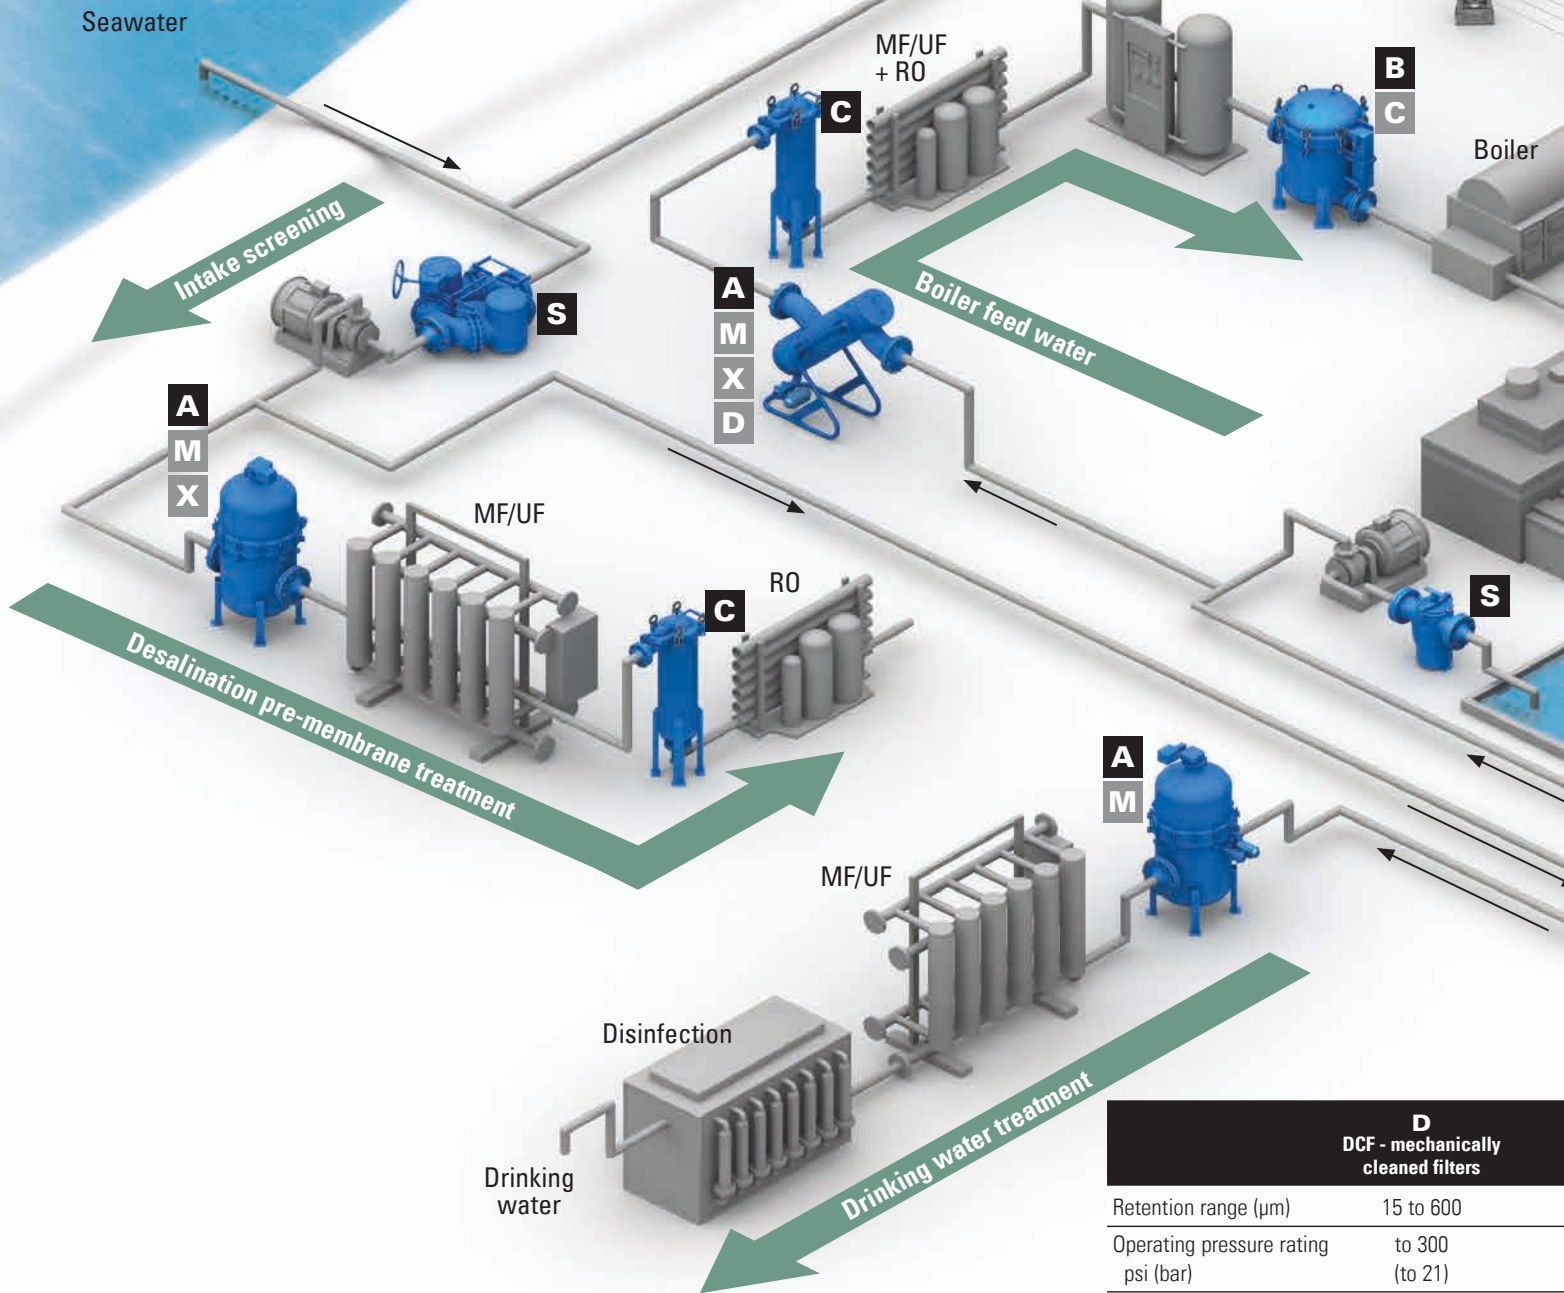 Seawater
MF/UF
+ RO
C
B
C
Boiler
Intake screening
S
A
M
X
D
Boiler feed water
A
M
X
MF/UF
RO
C
S
Desalination pre-membrane treatment
A
M
MF/UF
Disinfection
Drinking
water
Drinking water treatment
D
DCF - mechanically
cleaned filters
Retention range (µm) 15 to 600
Operating pressure rating to 300
psi (bar) (to 21)